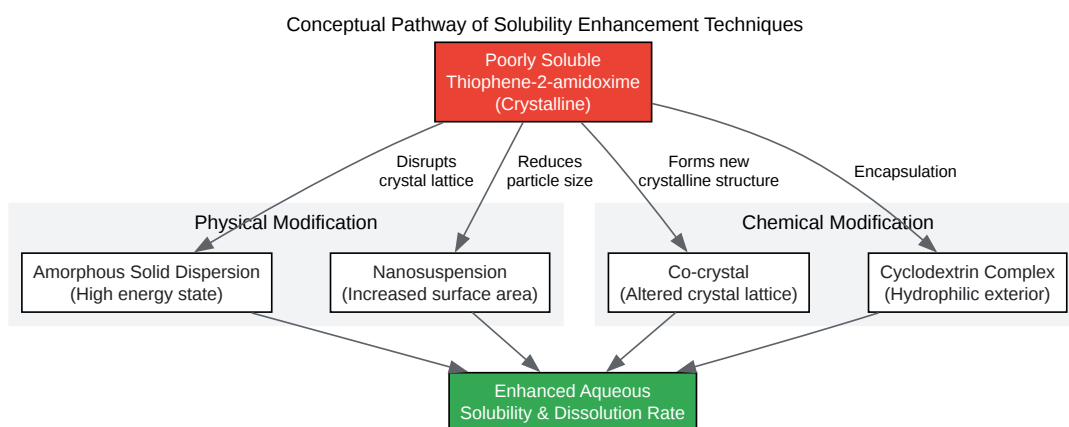 Conceptual Pathway of Solubility Enhancement Techniques
Poorly Soluble
Thiophene-2-amidoxime
(Crystalline)
Disrupts
crystal lattice
Reduces
particle size
Forms new
crystalline structure
Encapsulation
Physical Modification
Chemical Modification
Amorphous Solid Dispersion
(High energy state)
Nanosuspension
(Increased surface area)
Co-crystal
(Altered crystal lattice)
Cyclodextrin Complex
(Hydrophilic exterior)
Enhanced Aqueous
Solubility & Dissolution Rate